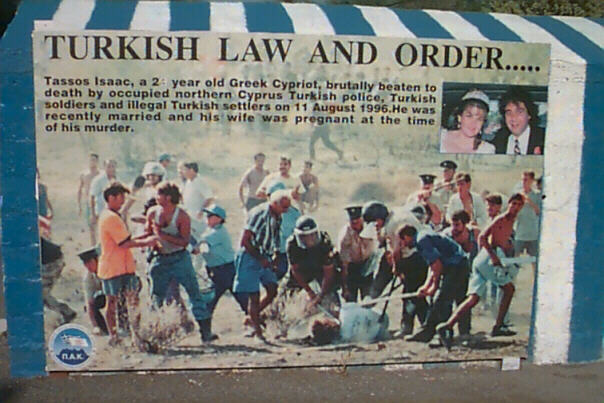 TURKISH LAW AND ORDER.....
Tassos Isaac, a 2 year old Greek Cypriot, brutally beaten to
death by occupied northern Cyprus Turkish police, Turkish
soldiers and illegal Turkish settlers on 11 August 1996.He was
recently married and his wife was pregnant at the time
of his murder.
Π.Α.Κ.